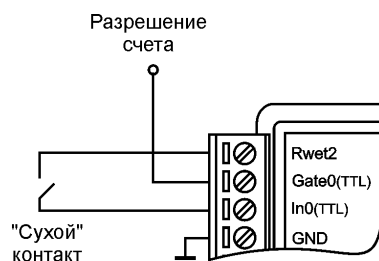 Разрешение
счета
Rwet2
Gate0(TTL)
In0(TTL)
GND
"Сухой"
контакт